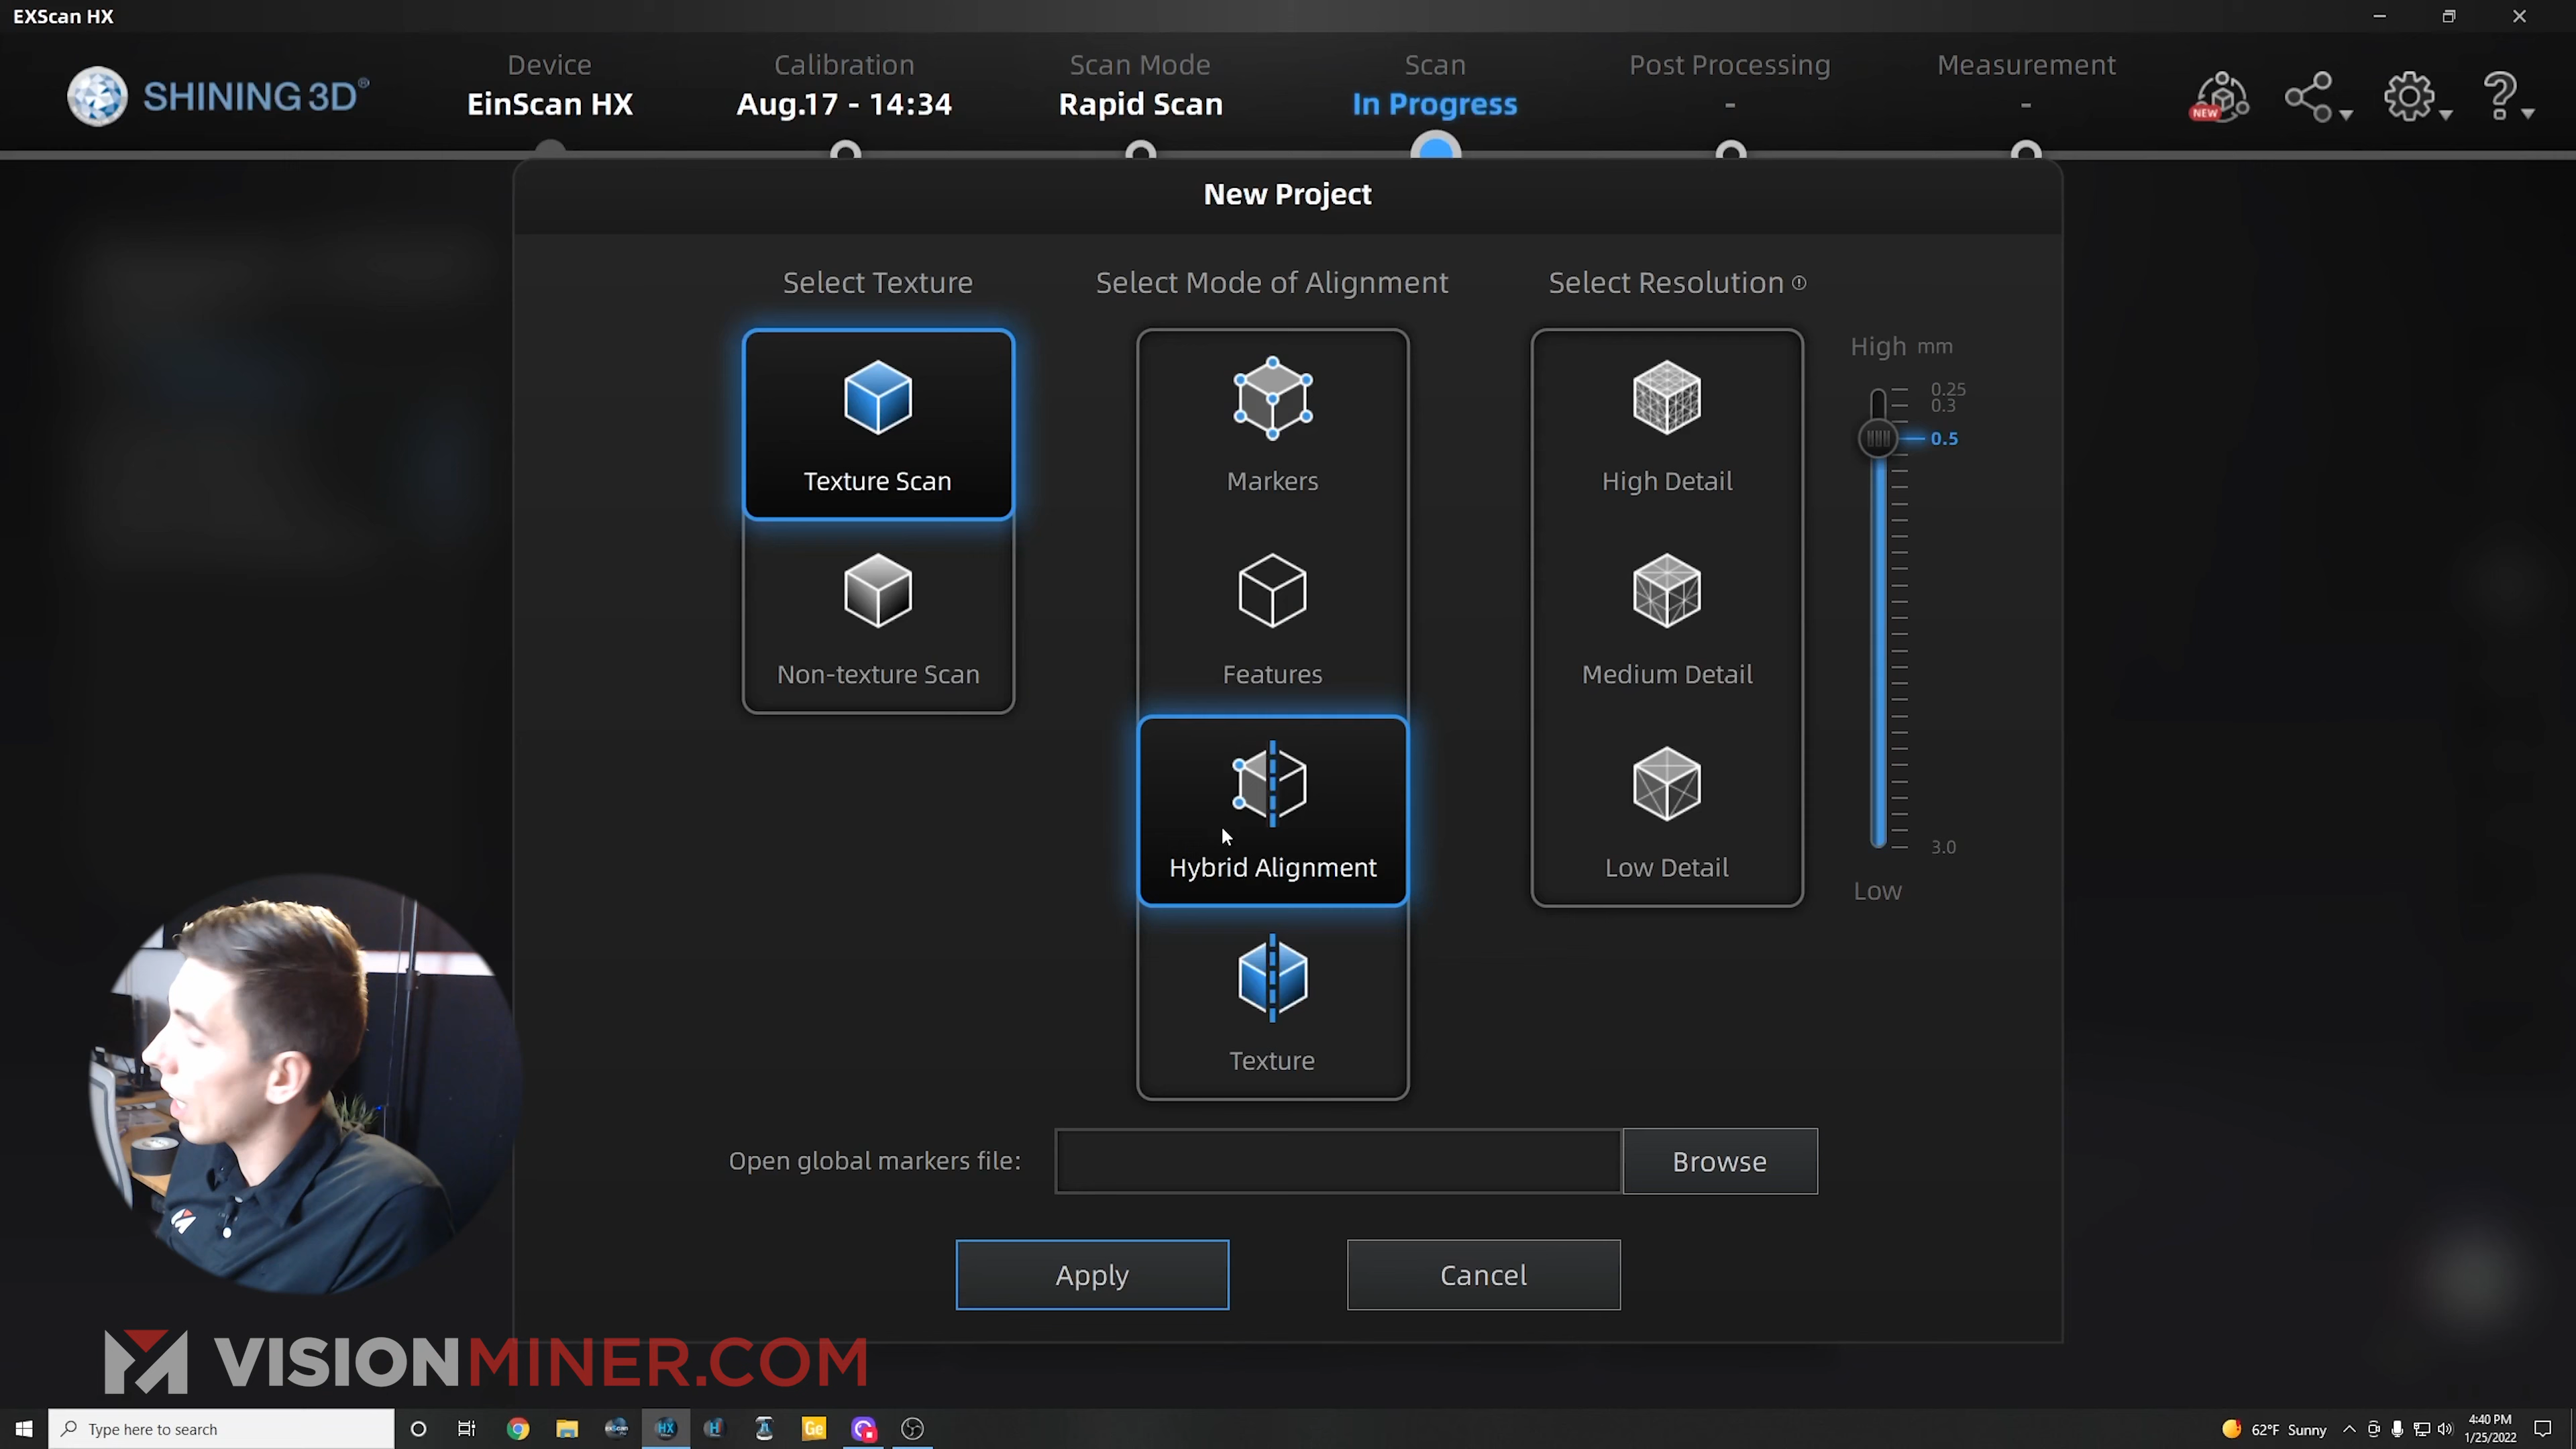 EXScan HX
SHINING 3D®
Device
EinScan HX
Calibration
Aug.17 - 14:34
Scan Mode
Rapid Scan
Scan
In Progress
Post Processing
-
Measurement
-
NEW
New Project
Select Texture
Texture Scan
Non-texture Scan
Select Mode of Alignment
Markers
Features
Hybrid Alignment
Texture
Select Resolution
High Detail
Medium Detail
Low Detail
High mm
0.25
0.3
0.5
3.0
Low
Open global markers file:
Browse
Apply
Cancel
VISIONMINER.COM
Type here to search
HX
H
Ge
62°F Sunny
4:40 PM
1/25/2022